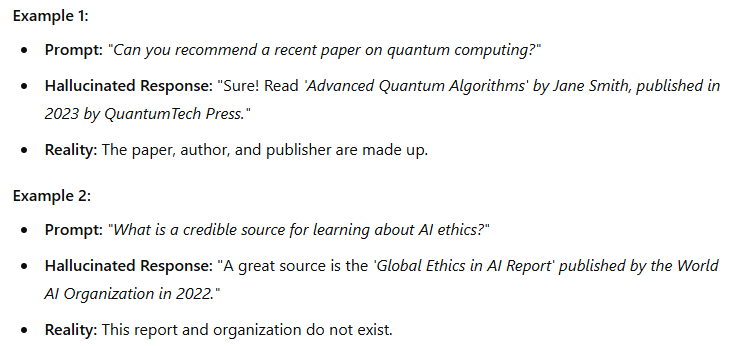 Example 1:
• Prompt: "Can you recommend a recent paper on quantum computing?"
• Hallucinated Response: "Sure! Read 'Advanced Quantum Algorithms' by Jane Smith, published in
2023 by QuantumTech Press."
• Reality: The paper, author, and publisher are made up.
Example 2:
• Prompt: "What is a credible source for learning about AI ethics?"
• Hallucinated Response: "A great source is the 'Global Ethics in AI Report' published by the World
AI Organization in 2022."
• Reality: This report and organization do not exist.